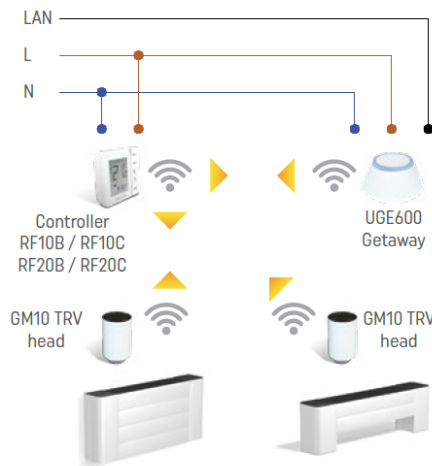 LAN
L
N
Controller
RF10B / RF10C
RF20B / RF20C
UGE600
Getaway
GM10 TRV
head
GM10 TRV
head